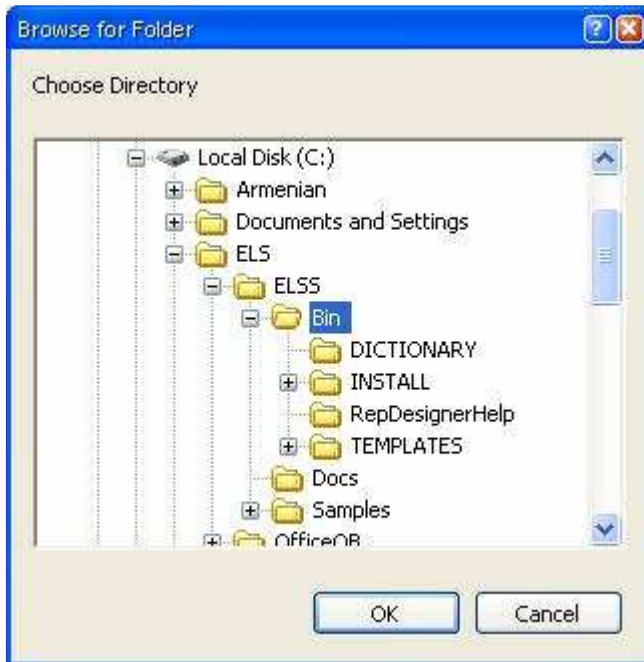 Browse for Folder
Choose Directory
Local Disk (C:)
Armenian
Documents and Settings
ELS
ELSS
Bin
DICTIONARY
INSTALL
RepDesignerHelp
TEMPLATES
Docs
Samples
OfficeOB
OK
Cancel